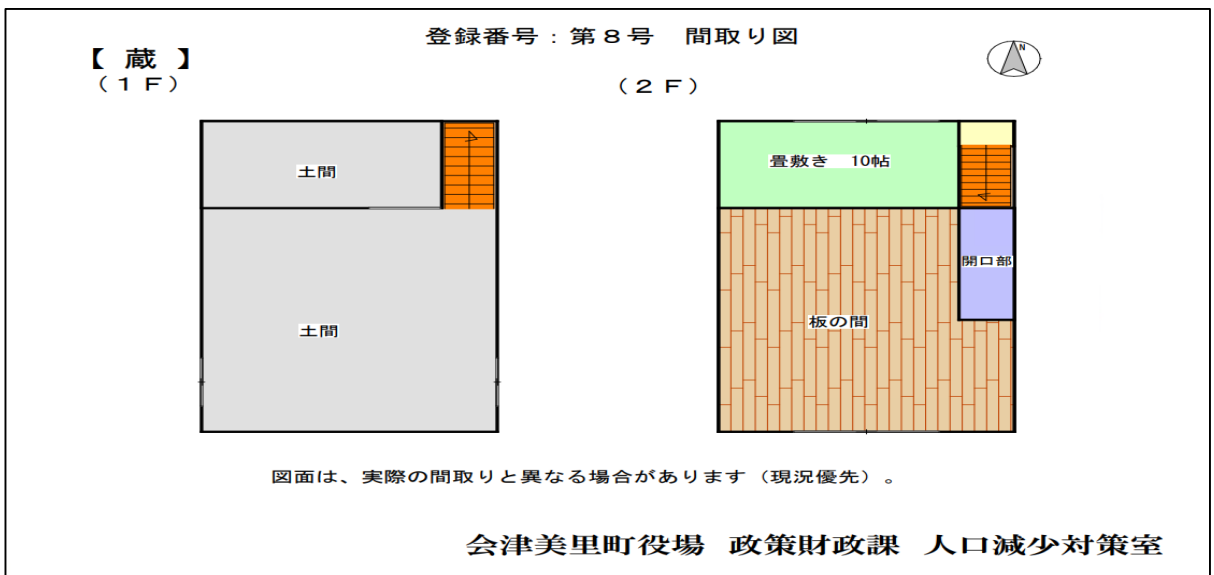 登録番号：第８号　間取り図
【 蔵 】
（１Ｆ）
（２Ｆ）
N
土間
土間
畳敷き　10帖
開口部
板の間
図面は、実際の間取りと異なる場合があります（現況優先）。
会津美里町役場　政策財政課　人口減少対策室